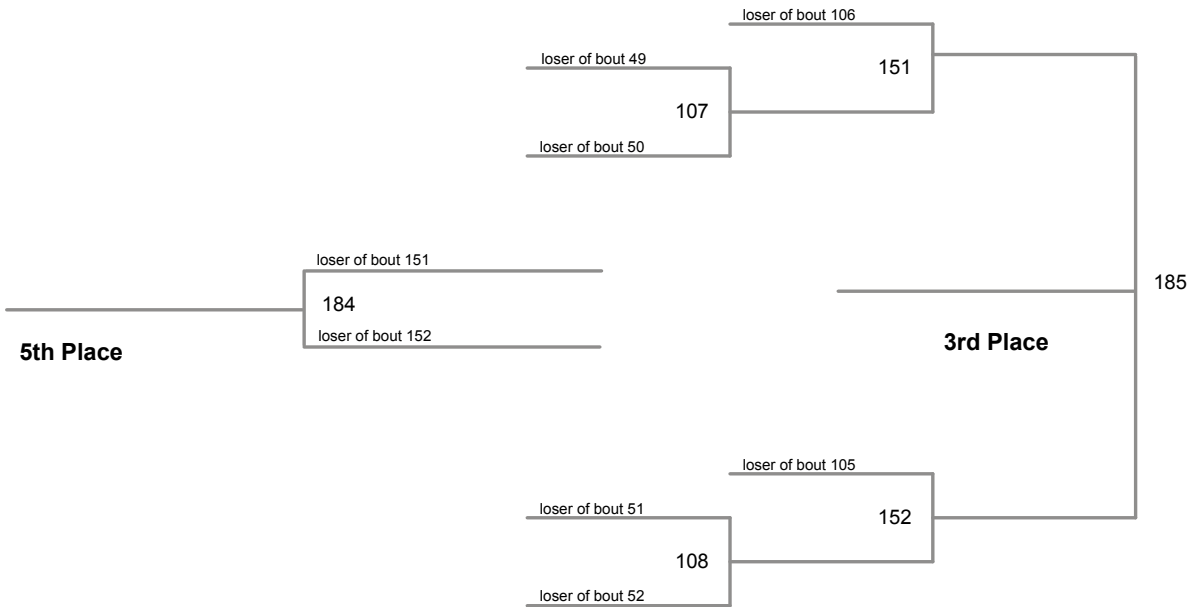 loser of bout 106
loser of bout 49
151
107
loser of bout 50
loser of bout 151
184
185
loser of bout 152
3rd Place
5th Place
loser of bout 105
loser of bout 51
152
108
loser of bout 52